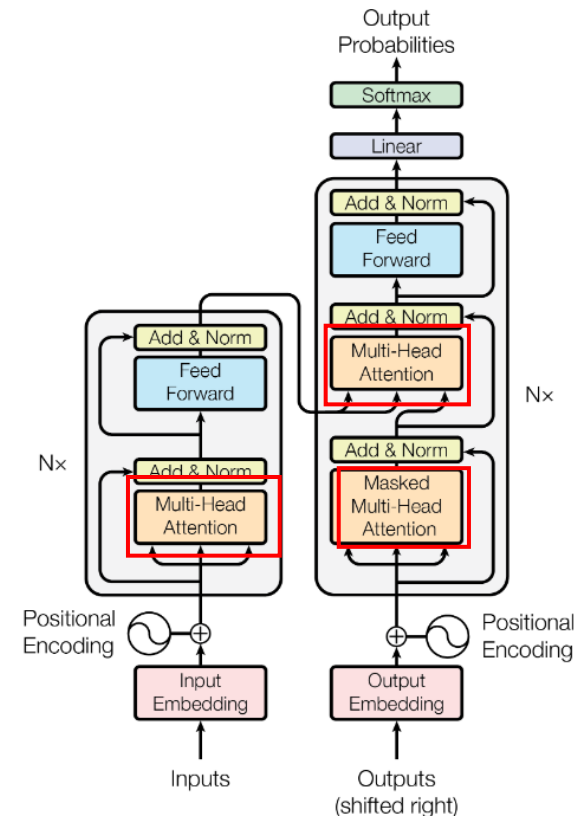 Output
Probabilities
Softmax
Linear
Add & Norm
Feed
Forward
Add & Norm
Multi-Head
Attention
Add & Norm
Masked
Multi-Head
Attention
Nx
Add & Norm
Feed
Forward
Add & Norm
Multi-Head
Attention
Nx
Positional
Encoding
Positional
Encoding
Input
Embedding
Output
Embedding
Inputs
Outputs
(shifted right)